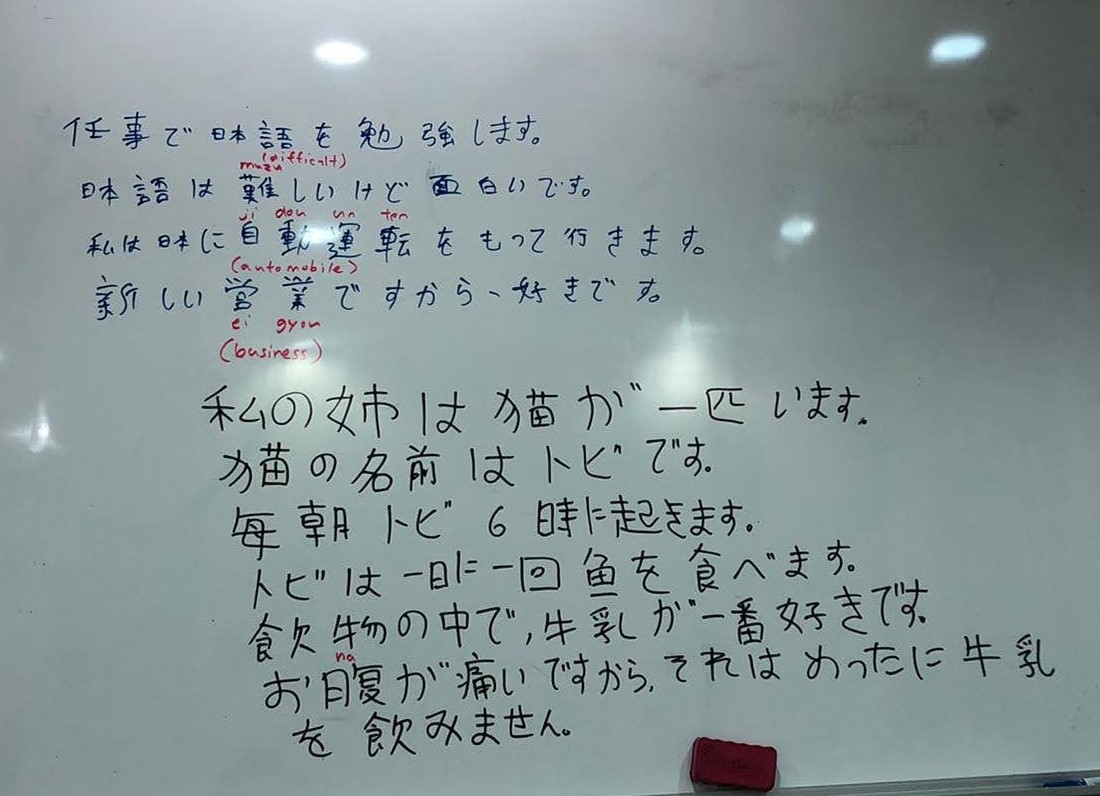 仕事で日本語を勉強します。
muzu (difficult)
日本語は難しいけど面白いです。
ji dou un ten
私は日本に自動運転をもって行きます。
(automobile)
新しい営業ですから、好きです。
ei gyou
(business)
私の姉は猫が一匹います。
猫の名前はトビです。
毎朝トビ6時に起きます。
トビは一日に一回魚を食べます。
飲物の中で,牛乳が一番好きです。
na
お腹が痛いですから,それはめったに牛乳
を飲みません。